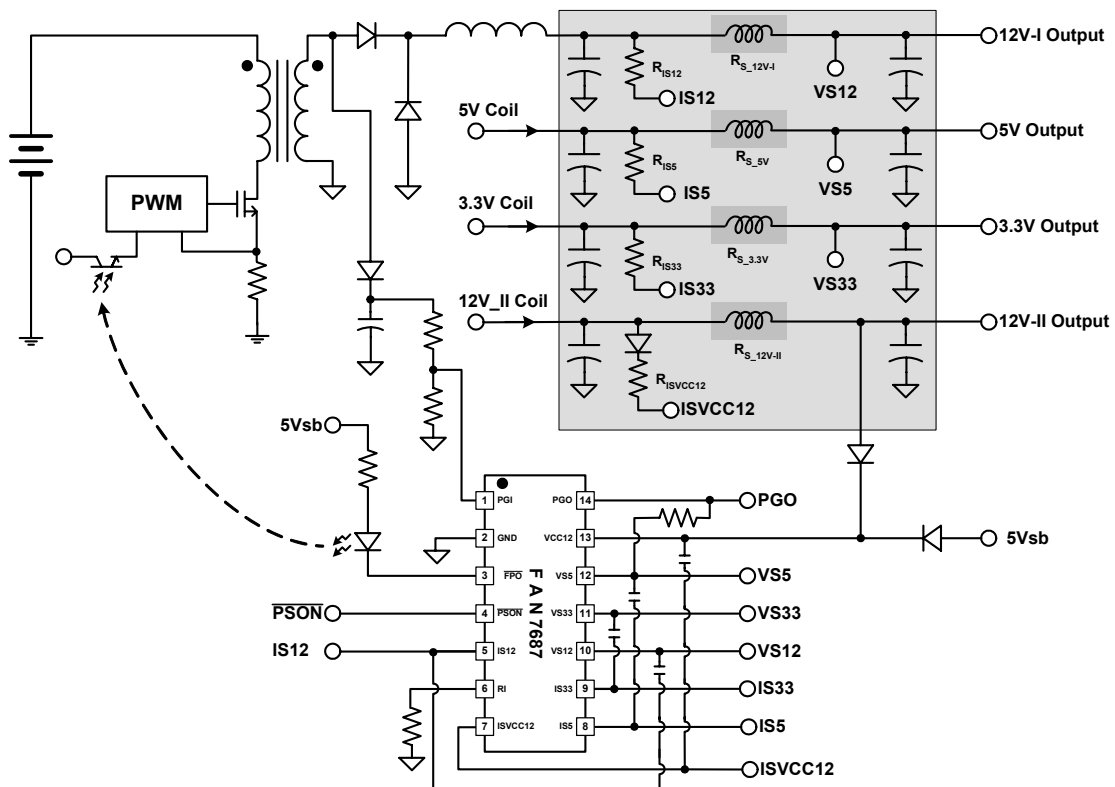 12V-I Output
R_S_12V-I
R_IS12
IS12
VS12
5V Coil
5V Output
R_IS5
R_S_5V
IS5
VS5
PWM
3.3V Coil
3.3V Output
R_IS33
R_S_3.3V
IS33
VS33
12V_II Coil
12V-II Output
R_S_12V-II
R_ISVCC12
ISVCC12
5Vsb
1 PGI PGO 14 PGO
2 GND VCC12 13 5Vsb
3 FPO VS5 12 VS5
PSON 4 PSON VS33 11 VS33
IS12 5 IS12 VS12 10 VS12
6 RI IS33 9 IS33
7 ISVCC12 IS5 8 IS5
FAN7687
ISVCC12